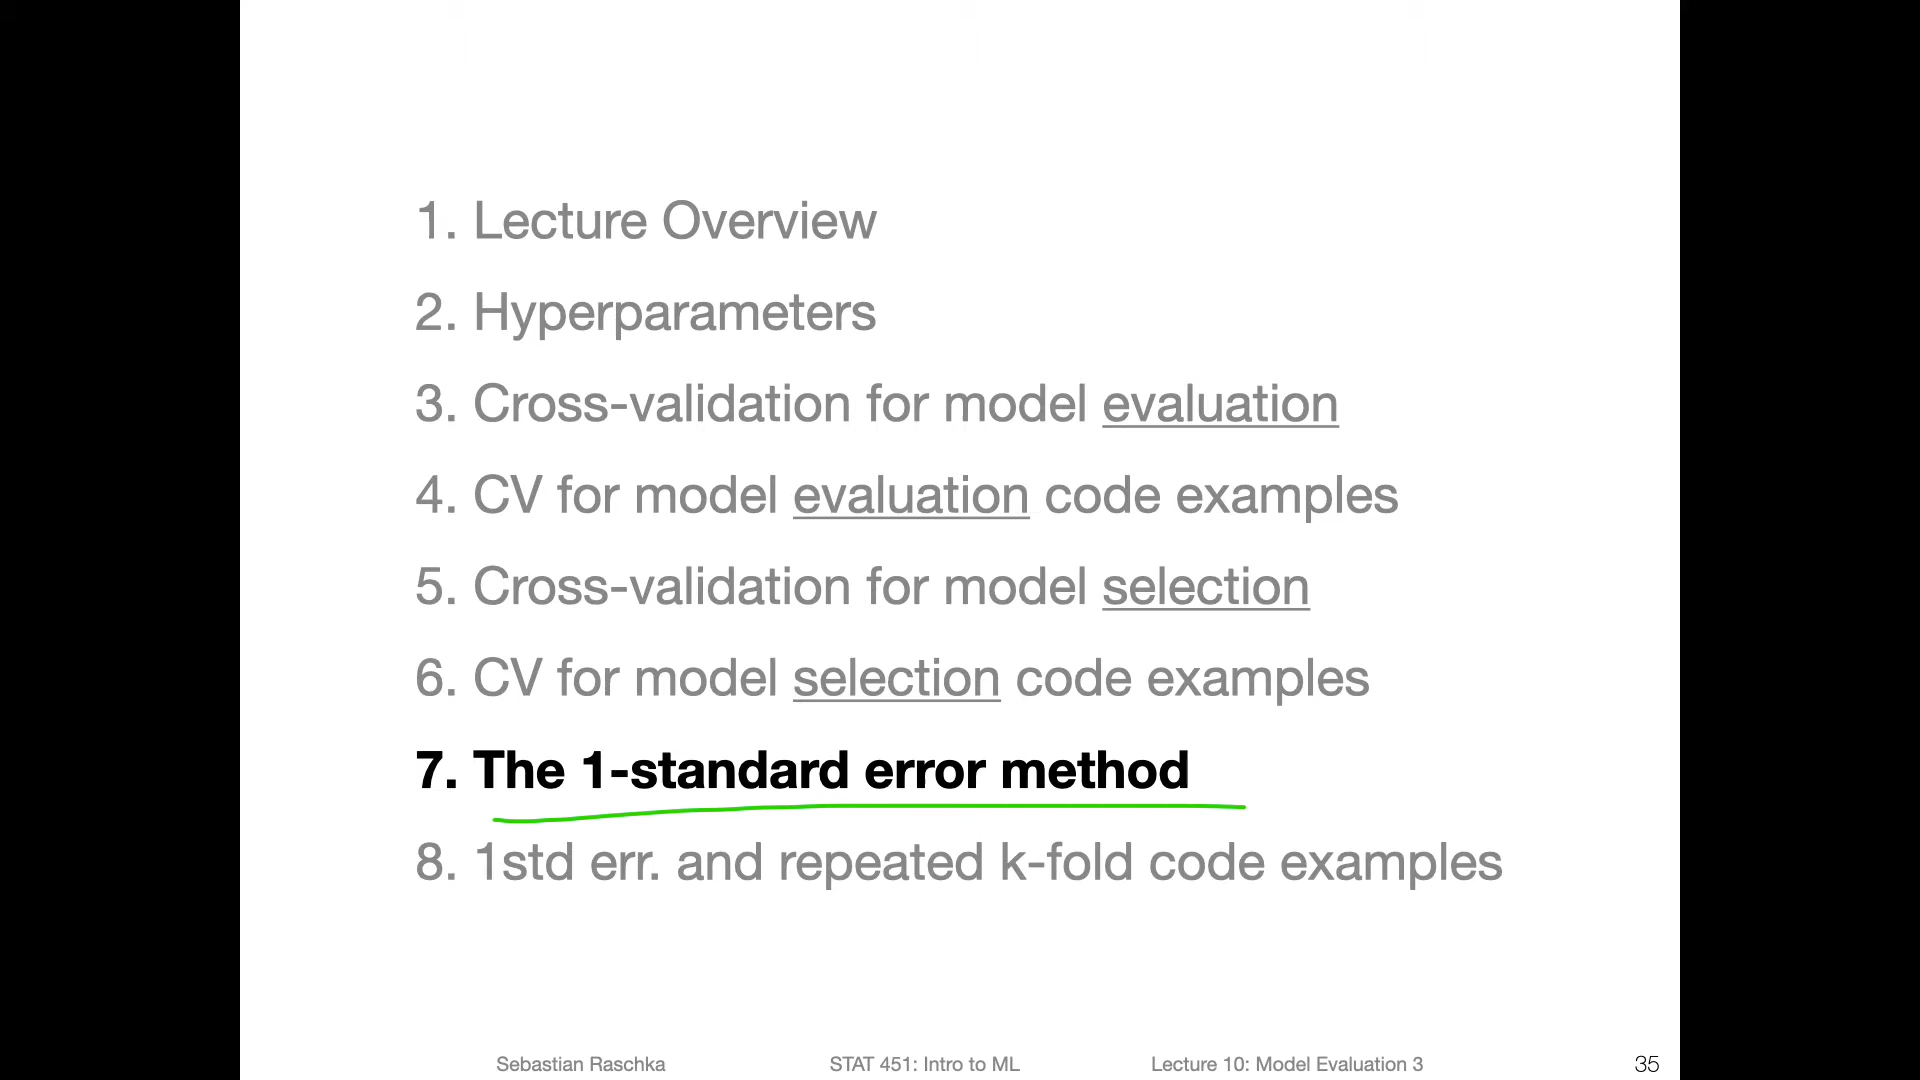 1. Lecture Overview
2. Hyperparameters
3. Cross-validation for model evaluation
4. CV for model evaluation code examples
5. Cross-validation for model selection
6. CV for model selection code examples
7. The 1-standard error method
8. 1std err. and repeated k-fold code examples
Sebastian Raschka STAT 451: Intro to ML Lecture 10: Model Evaluation 3 35